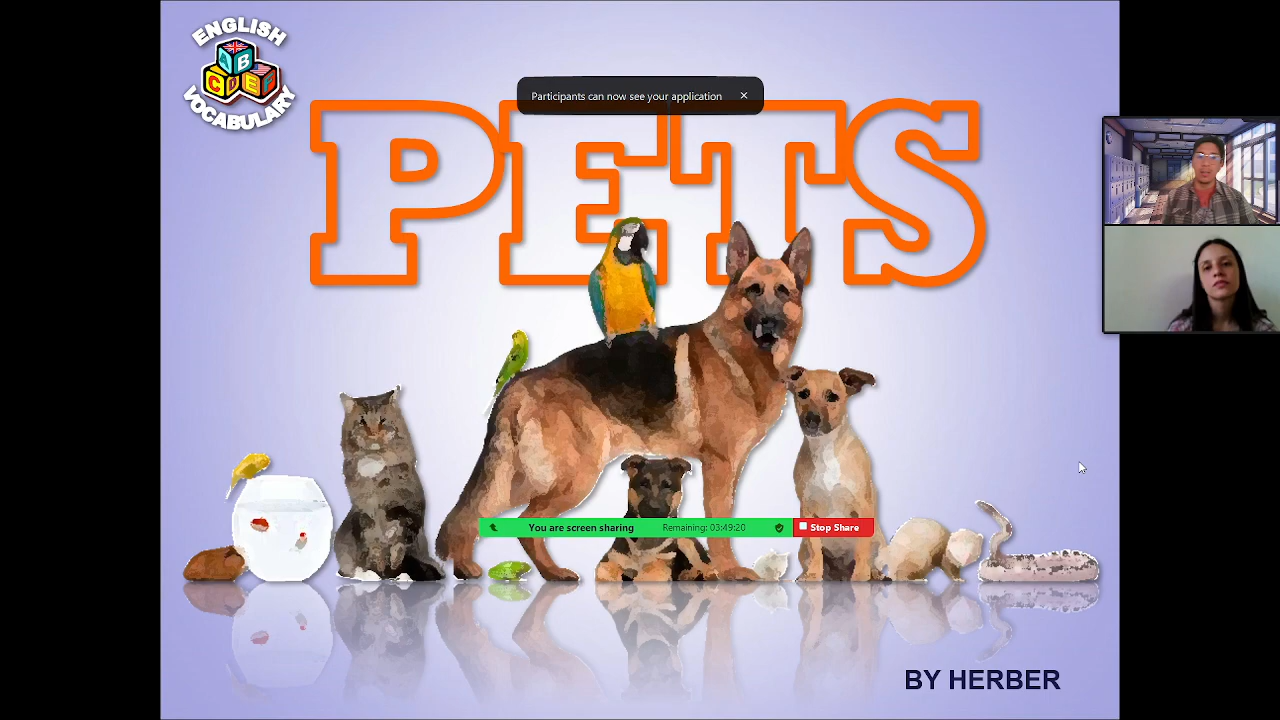 ENGLISH
A B
C D E F
VOCABULARY
Participants can now see your application
PETS
You are screen sharing Remaining: 03:49:20 Stop Share
BY HERBER